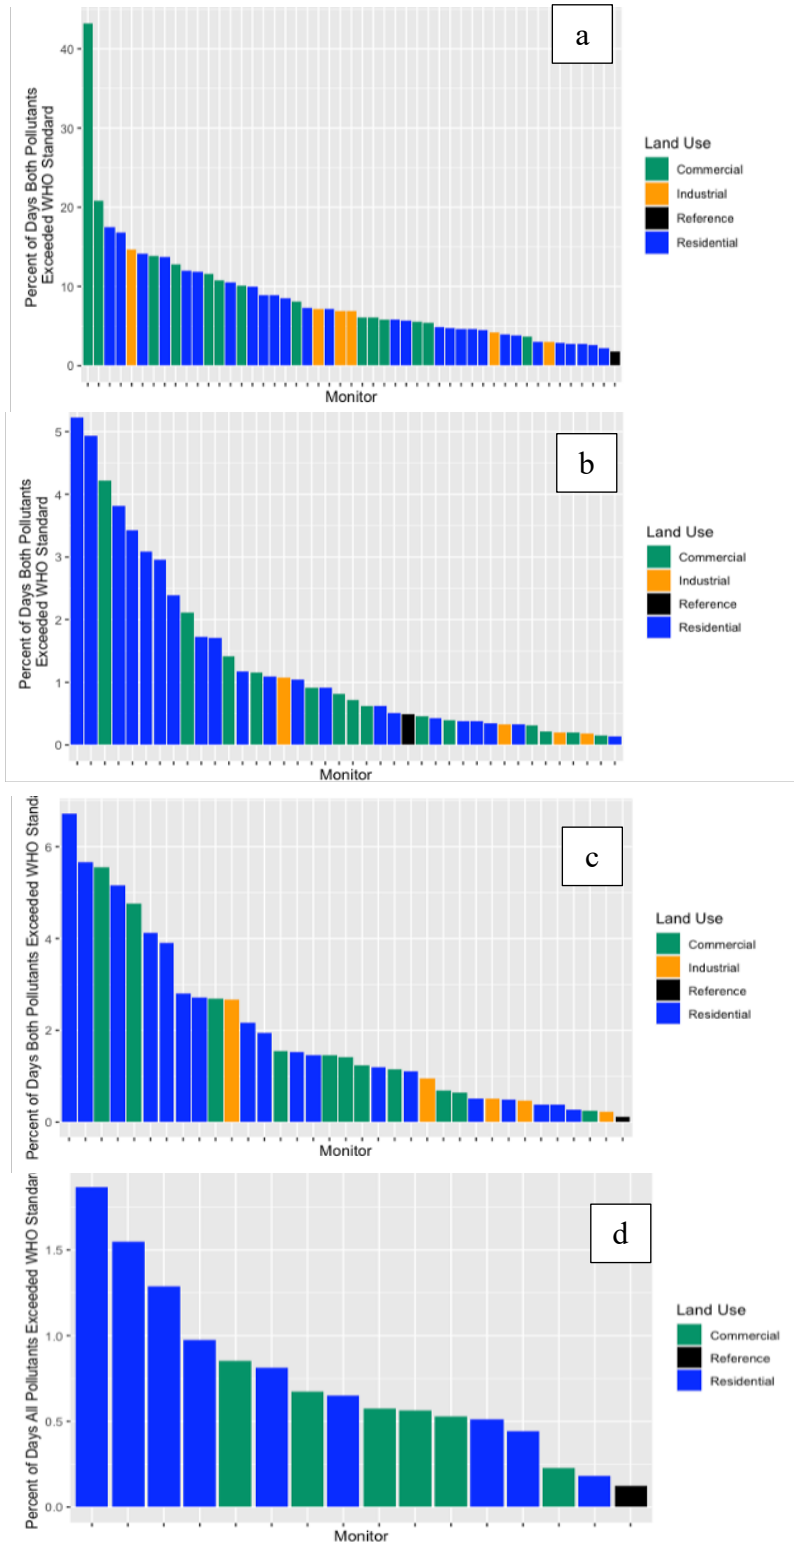 a
Percent of Days Both Pollutants
Exceeded WHO Standard
40
30
20
10
0
Monitor
Land Use
Commercial
Industrial
Reference
Residential
b
Percent of Days Both Pollutants
Exceeded WHO Standard
5
4
3
2
1
0
Monitor
Land Use
Commercial
Industrial
Reference
Residential
c
Percent of Days Both Pollutants Exceeded WHO Stand
6
4
2
0
Monitor
Land Use
Commercial
Industrial
Reference
Residential
d
Percent of Days All Pollutants Exceeded WHO Standar
1.5
1.0
0.5
0.0
Monitor
Land Use
Commercial
Reference
Residential